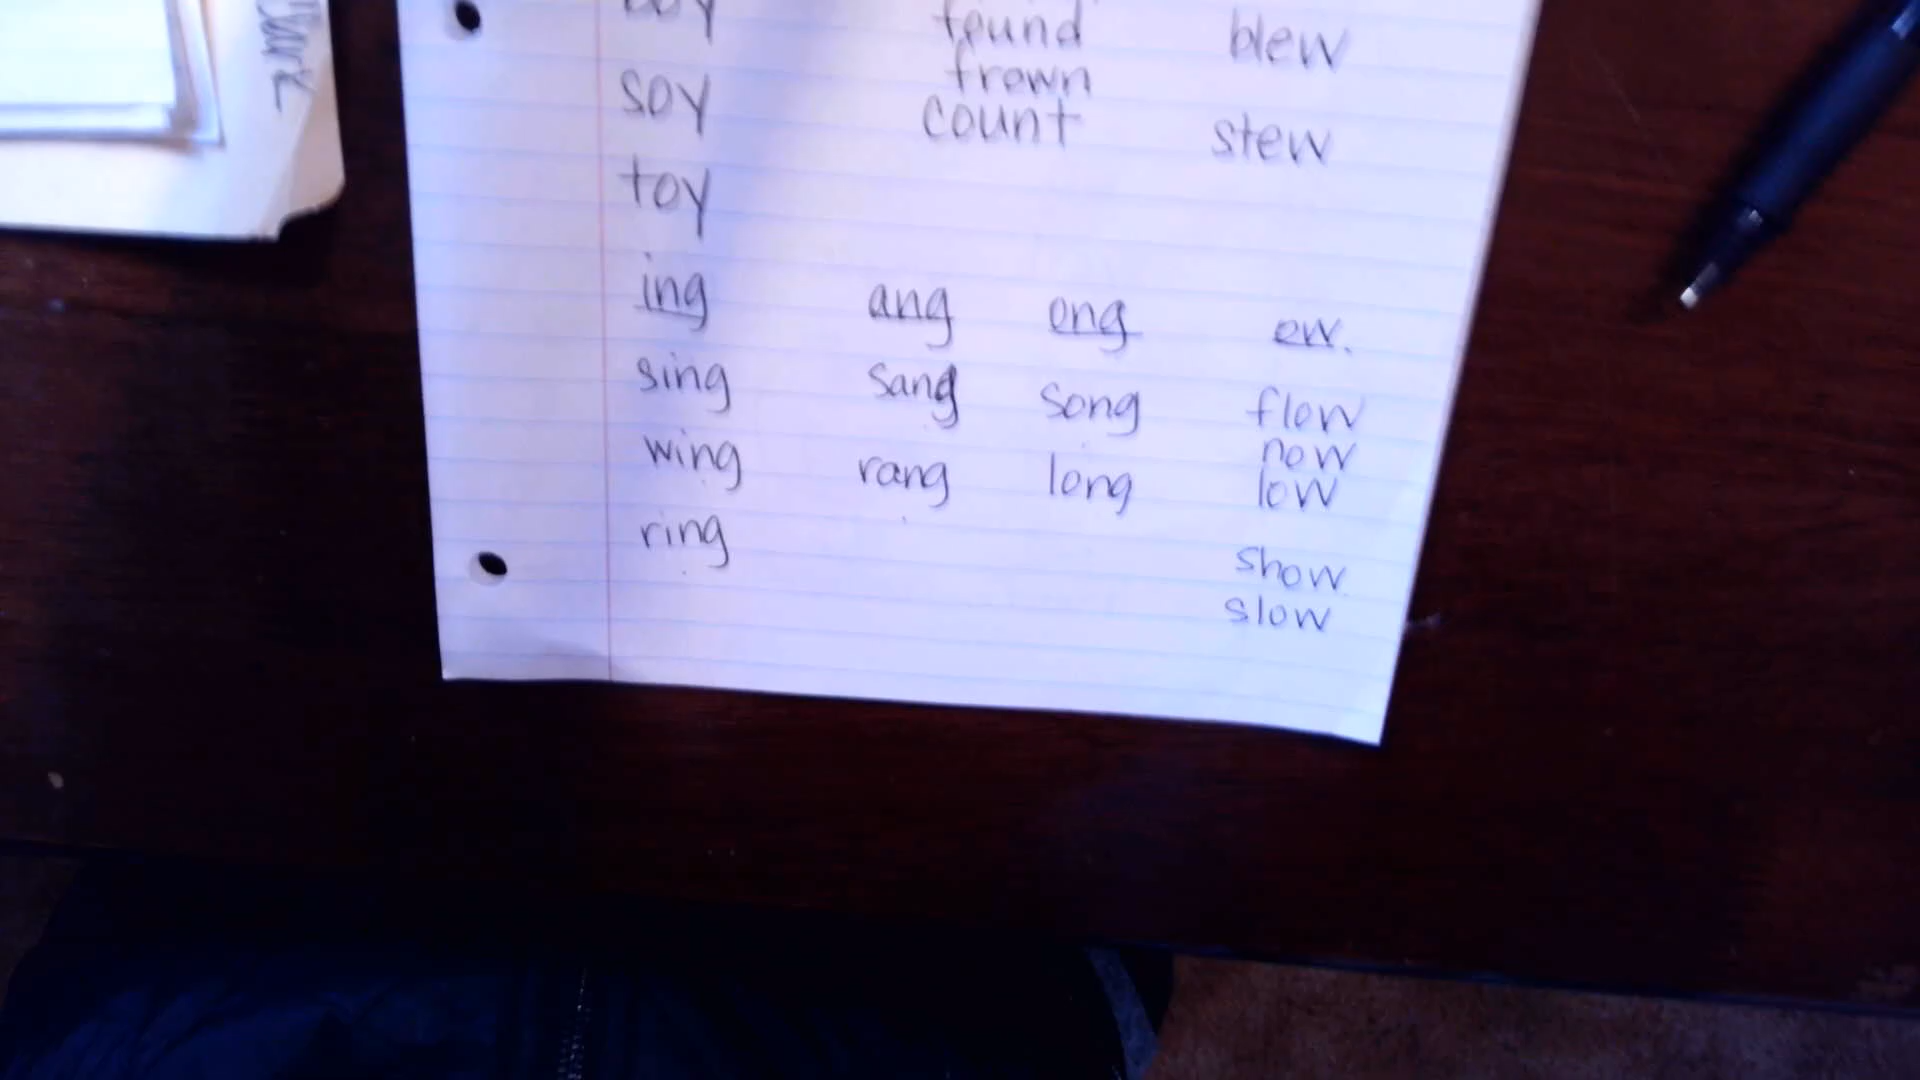 found blew
frown
soy count stew
toy
ing ang ong ow.
sing sang song flow
now
wing rang long low
ring show
slow